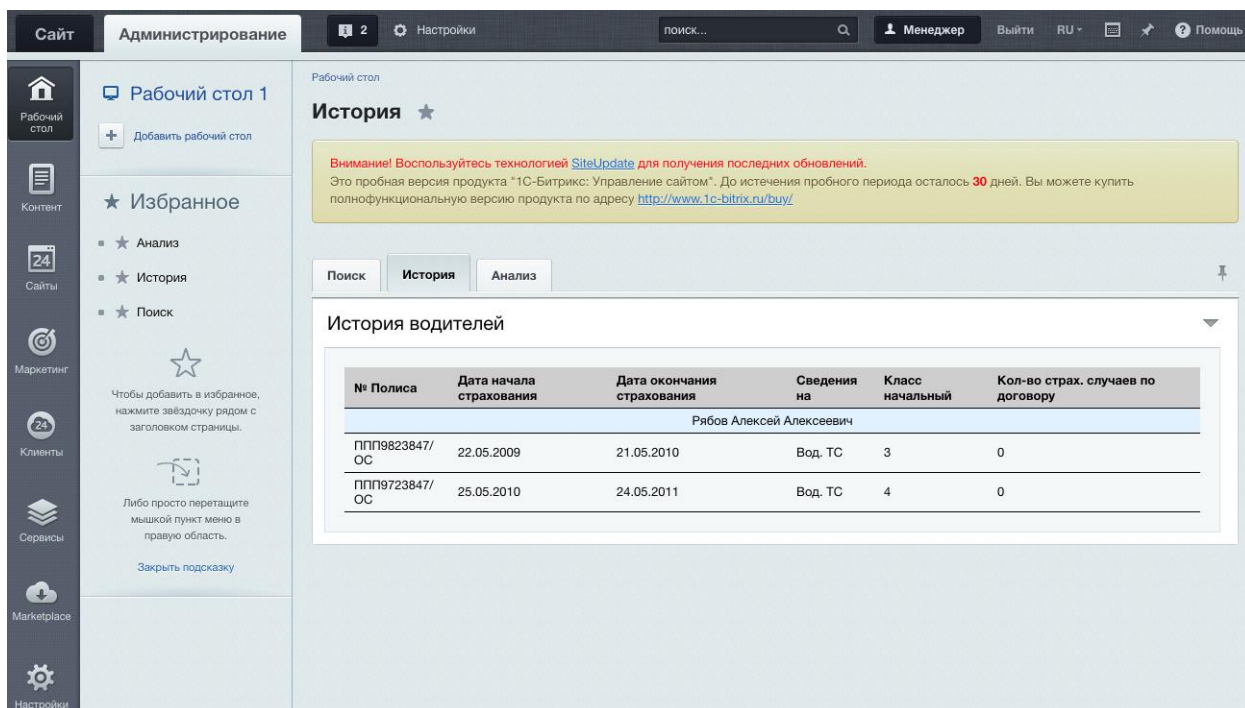 Сайт
Администрирование
2
Настройки
поиск...
Менеджер
Выйти
RU
Помощь
Рабочий
стол
Контент
24
Сайты
Маркетинг
24
Клиенты
Сервисы
Marketplace
Настройки
Рабочий стол 1
Добавить рабочий стол
Избранное
Анализ
История
Поиск
Чтобы добавить в избранное,
нажмите звёздочку рядом с
заголовком страницы.
Либо просто перетащите
мышкой пункт меню в
правую область.
Закрыть подсказку
Рабочий стол
История
Внимание! Воспользуйтесь технологией SiteUpdate для получения последних обновлений.
Это пробная версия продукта "1С-Битрикс: Управление сайтом". До истечения пробного периода осталось 30 дней. Вы можете купить
полнофункциональную версию продукта по адресу http://www.1c-bitrix.ru/buy/
Поиск История Анализ
История водителей
№ Полиса Дата начала страхования Дата окончания страхования Сведения на Класс начальный Кол-во страх. случаев по договору
Рябов Алексей Алексеевич
ППП9823847/ОС 22.05.2009 21.05.2010 Вод. ТС 3 0
ППП9723847/ОС 25.05.2010 24.05.2011 Вод. ТС 4 0